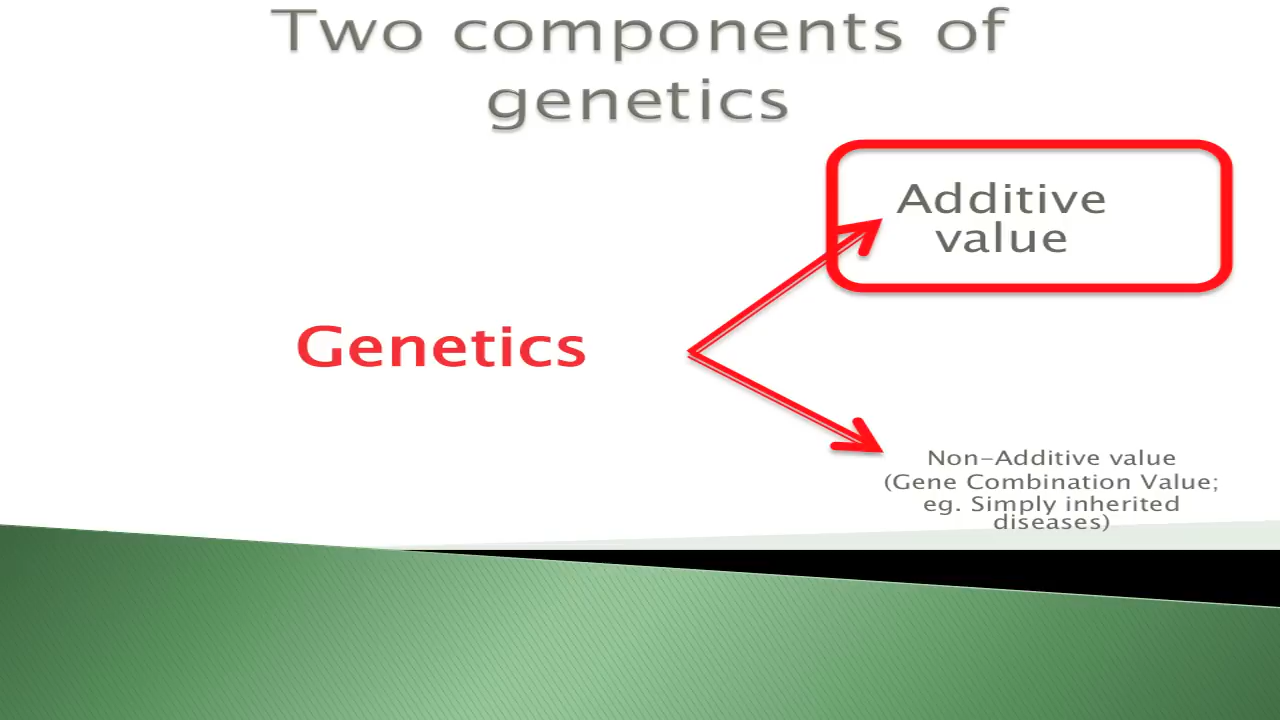 Two components of
genetics
Additive
value
Genetics
Non-Additive value
(Gene Combination Value;
eg. Simply inherited
diseases)